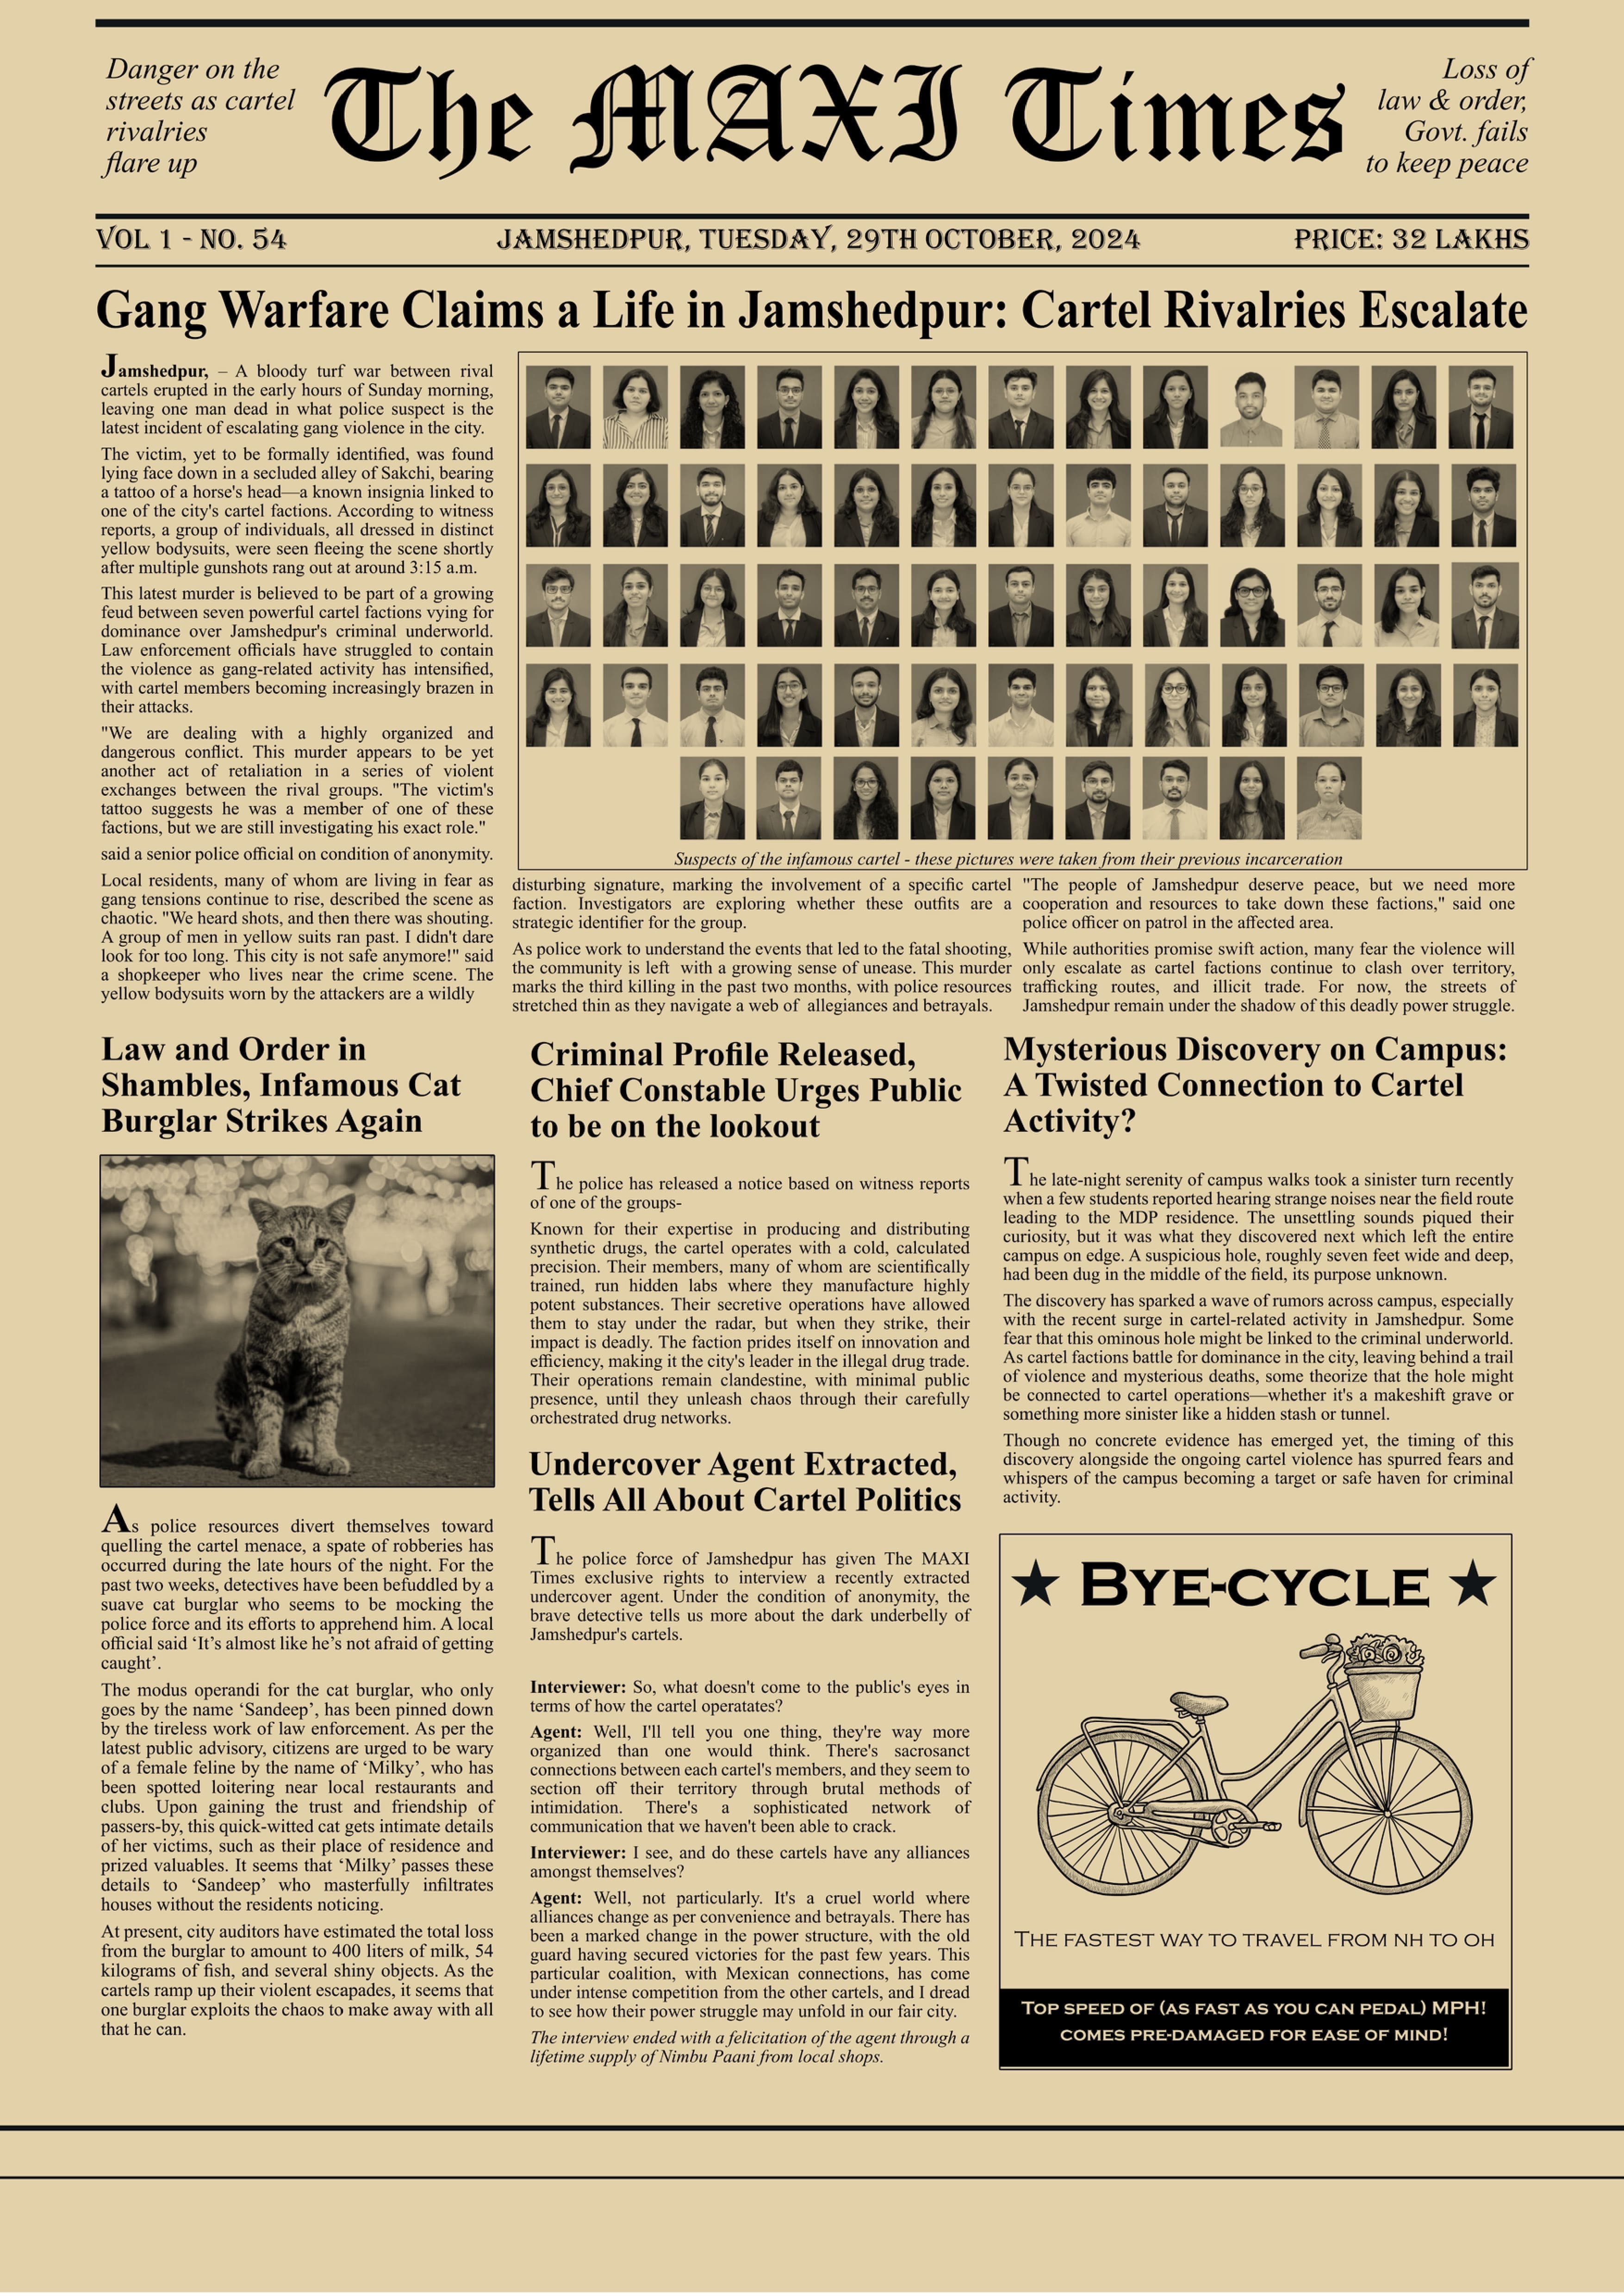 Danger on the
streets as cartel
rivalries
flare up
The MAXI Times
Loss of
law & order,
Govt. fails
to keep peace
VOL 1 - NO. 54
JAMSHEDPUR, TUESDAY, 29TH OCTOBER, 2024
PRICE: 32 LAKHS
Gang Warfare Claims a Life in Jamshedpur: Cartel Rivalries Escalate
Jamshedpur, – A bloody turf war between rival
cartels erupted in the early hours of Sunday morning,
leaving one man dead in what police suspect is the
latest incident of escalating gang violence in the city.
The victim, yet to be formally identified, was found
lying face down in a secluded alley of Sakchi, bearing
a tattoo of a horse's head—a known insignia linked to
one of the city's cartel factions. According to witness
reports, a group of individuals, all dressed in distinct
yellow bodysuits, were seen fleeing the scene shortly
after multiple gunshots rang out at around 3:15 a.m.
This latest murder is believed to be part of a growing
feud between seven powerful cartel factions vying for
dominance over Jamshedpur's criminal underworld.
Law enforcement officials have struggled to contain
the violence as gang-related activity has intensified,
with cartel members becoming increasingly brazen in
their attacks.
"We are dealing with a highly organized and
dangerous conflict. This murder appears to be yet
another act of retaliation in a series of violent
exchanges between the rival groups. "The victim's
tattoo suggests he was a member of one of these
factions, but we are still investigating his exact role."
said a senior police official on condition of anonymity.
Local residents, many of whom are living in fear as
gang tensions continue to rise, described the scene as
chaotic. "We heard shots, and then there was shouting.
A group of men in yellow suits ran past. I didn't dare
look for too long. This city is not safe anymore!" said
a shopkeeper who lives near the crime scene. The
yellow bodysuits worn by the attackers are a wildly
Suspects of the infamous cartel - these pictures were taken from their previous incarceration
disturbing signature, marking the involvement of a specific cartel
faction. Investigators are exploring whether these outfits are a
strategic identifier for the group.
As police work to understand the events that led to the fatal shooting,
the community is left with a growing sense of unease. This murder
marks the third killing in the past two months, with police resources
stretched thin as they navigate a web of allegiances and betrayals.
"The people of Jamshedpur deserve peace, but we need more
cooperation and resources to take down these factions," said one
police officer on patrol in the affected area.
While authorities promise swift action, many fear the violence will
only escalate as cartel factions continue to clash over territory,
trafficking routes, and illicit trade. For now, the streets of
Jamshedpur remain under the shadow of this deadly power struggle.
Law and Order in
Shambles, Infamous Cat
Burglar Strikes Again
As police resources divert themselves toward
quelling the cartel menace, a spate of robberies has
occurred during the late hours of the night. For the
past two weeks, detectives have been befuddled by a
suave cat burglar who seems to be mocking the
police force and its efforts to apprehend him. A local
official said ‘It’s almost like he’s not afraid of getting
caught’.
The modus operandi for the cat burglar, who only
goes by the name ‘Sandeep’, has been pinned down
by the tireless work of law enforcement. As per the
latest public advisory, citizens are urged to be wary
of a female feline by the name of ‘Milky’, who has
been spotted loitering near local restaurants and
clubs. Upon gaining the trust and friendship of
passers-by, this quick-witted cat gets intimate details
of her victims, such as their place of residence and
prized valuables. It seems that ‘Milky’ passes these
details to ‘Sandeep’ who masterfully infiltrates
houses without the residents noticing.
At present, city auditors have estimated the total loss
from the burglar to amount to 400 liters of milk, 54
kilograms of fish, and several shiny objects. As the
cartels ramp up their violent escapades, it seems that
one burglar exploits the chaos to make away with all
that he can.
Criminal Profile Released,
Chief Constable Urges Public
to be on the lookout
The police has released a notice based on witness reports
of one of the groups-
Known for their expertise in producing and distributing
synthetic drugs, the cartel operates with a cold, calculated
precision. Their members, many of whom are scientifically
trained, run hidden labs where they manufacture highly
potent substances. Their secretive operations have allowed
them to stay under the radar, but when they strike, their
impact is deadly. The faction prides itself on innovation and
efficiency, making it the city's leader in the illegal drug trade.
Their operations remain clandestine, with minimal public
presence, until they unleash chaos through their carefully
orchestrated drug networks.
Undercover Agent Extracted,
Tells All About Cartel Politics
The police force of Jamshedpur has given The MAXI
Times exclusive rights to interview a recently extracted
undercover agent. Under the condition of anonymity, the
brave detective tells us more about the dark underbelly of
Jamshedpur's cartels.
Interviewer: So, what doesn't come to the public's eyes in
terms of how the cartel operatates?
Agent: Well, I'll tell you one thing, they're way more
organized than one would think. There's sacrosanct
connections between each cartel's members, and they seem to
section off their territory through brutal methods of
intimidation. There's a sophisticated network of
communication that we haven't been able to crack.
Interviewer: I see, and do these cartels have any alliances
amongst themselves?
Agent: Well, not particularly. It's a cruel world where
alliances change as per convenience and betrayals. There has
been a marked change in the power structure, with the old
guard having secured victories for the past few years. This
particular coalition, with Mexican connections, has come
under intense competition from the other cartels, and I dread
to see how their power struggle may unfold in our fair city.
The interview ended with a felicitation of the agent through a
lifetime supply of Nimbu Paani from local shops.
Mysterious Discovery on Campus:
A Twisted Connection to Cartel
Activity?
The late-night serenity of campus walks took a sinister turn recently
when a few students reported hearing strange noises near the field route
leading to the MDP residence. The unsettling sounds piqued their
curiosity, but it was what they discovered next which left the entire
campus on edge. A suspicious hole, roughly seven feet wide and deep,
had been dug in the middle of the field, its purpose unknown.
The discovery has sparked a wave of rumors across campus, especially
with the recent surge in cartel-related activity in Jamshedpur. Some
fear that this ominous hole might be linked to the criminal underworld.
As cartel factions battle for dominance in the city, leaving behind a trail
of violence and mysterious deaths, some theorize that the hole might
be connected to cartel operations—whether it's a makeshift grave or
something more sinister like a hidden stash or tunnel.
Though no concrete evidence has emerged yet, the timing of this
discovery alongside the ongoing cartel violence has spurred fears and
whispers of the campus becoming a target or safe haven for criminal
activity.
★ BYE-CYCLE ★
THE FASTEST WAY TO TRAVEL FROM NH TO OH
TOP SPEED OF (AS FAST AS YOU CAN PEDAL) MPH!
COMES PRE-DAMAGED FOR EASE OF MIND!